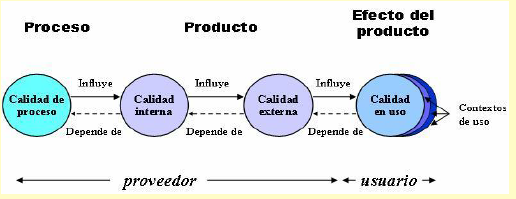 Proceso
Producto
Efecto del
producto
Calidad de
proceso
Influye
Depende de
Calidad
interna
Influye
Depende de
Calidad
externa
Influye
Depende de
Calidad
en uso
Contextos
de uso
proveedor
usuario